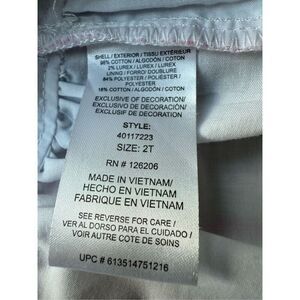 SHELL / EXTERIOR / TISSU EXTÉRIEUR
98% COTTON / ALGODÓN / COTON
2% LUREX / LUREX / LUREX
LINING / FORRO/ DOUBLURE
84% POLYESTER / POLIÉSTER /
POLYESTER
16% COTTON / ALGODÓN / COTON
EXCLUSIVE OF DECORATION/
EXCLUSIVO DE DECORACIÓN/
EXCLUSIF DE DECORATION
STYLE:
40117223
SIZE: 2T
RN # 126206
MADE IN VIETNAM/
HECHO EN VIETNAM/
FABRIQUE EN VIETNAM
SEE REVERSE FOR CARE /
VER AL DORSO PARA EL CUIDADO /
VOIR AUTRE COTE DE SOINS
UPC # 613514751216